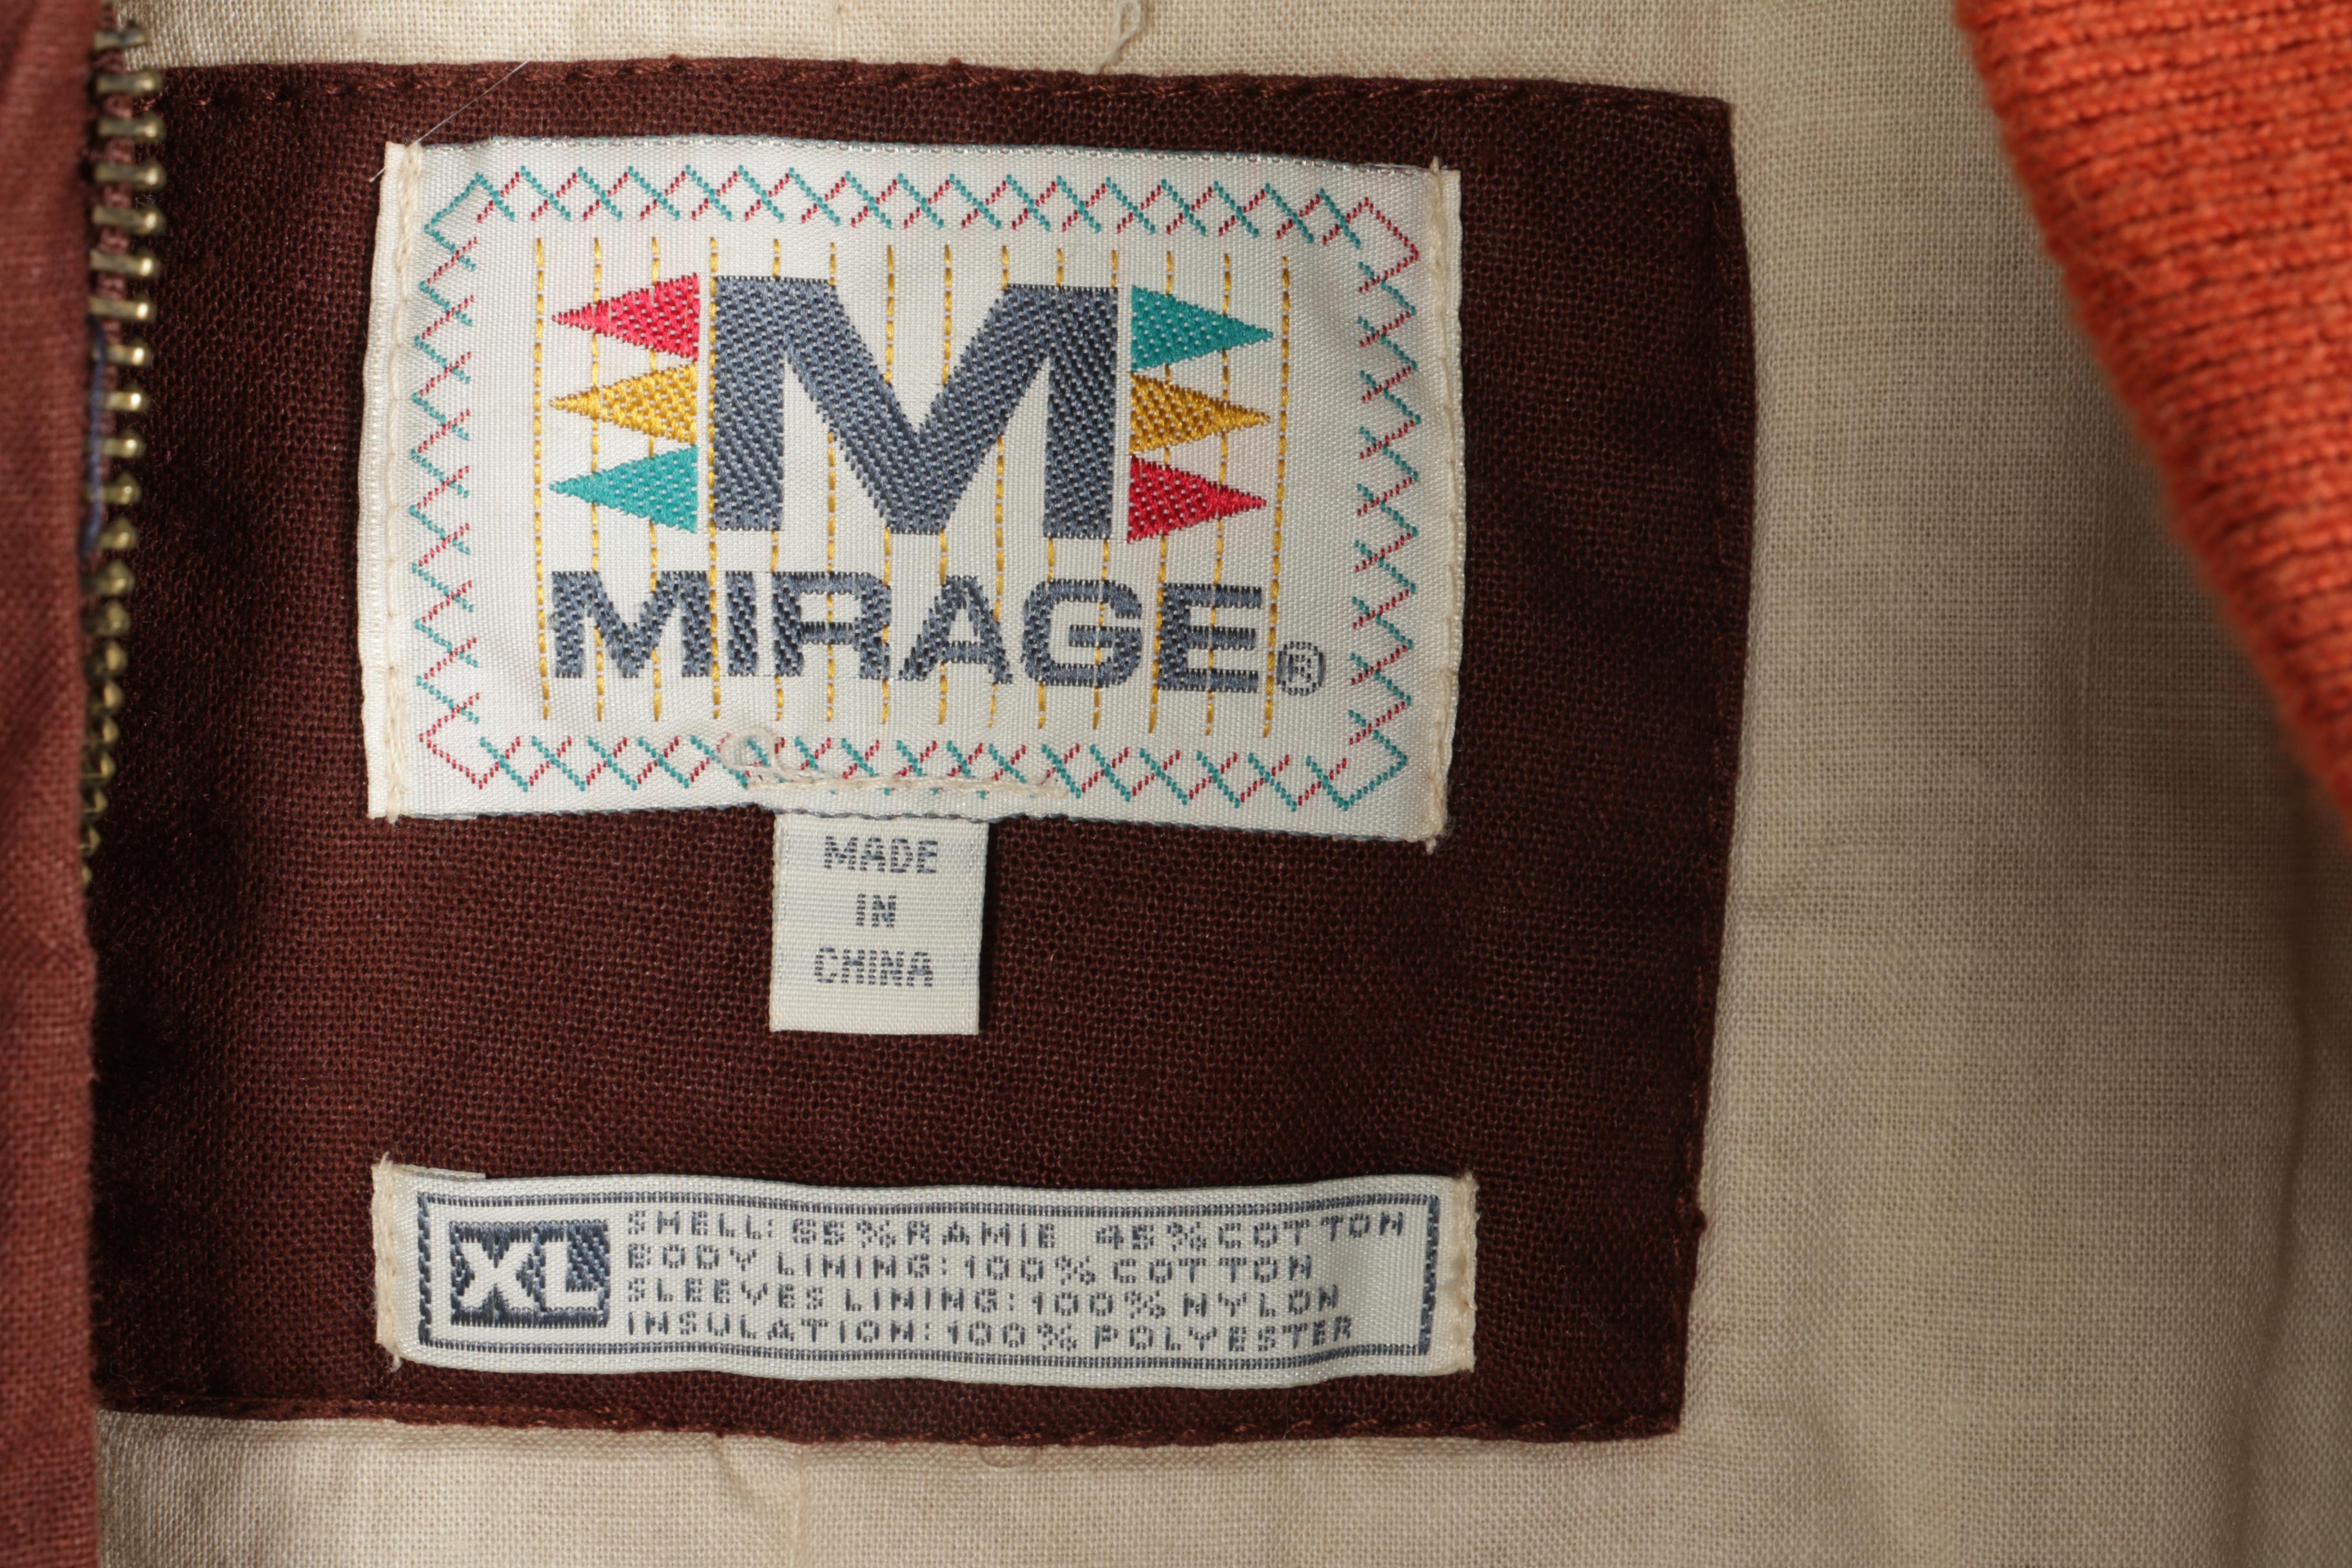 M
MIRAGE®
MADE
IN
CHINA
XL
SHELL: 55% RAMIE 45% COTTON
BODY LINING: 100% COTTON
SLEEVES LINING: 100% NYLON
INSULATION: 100% POLYESTER